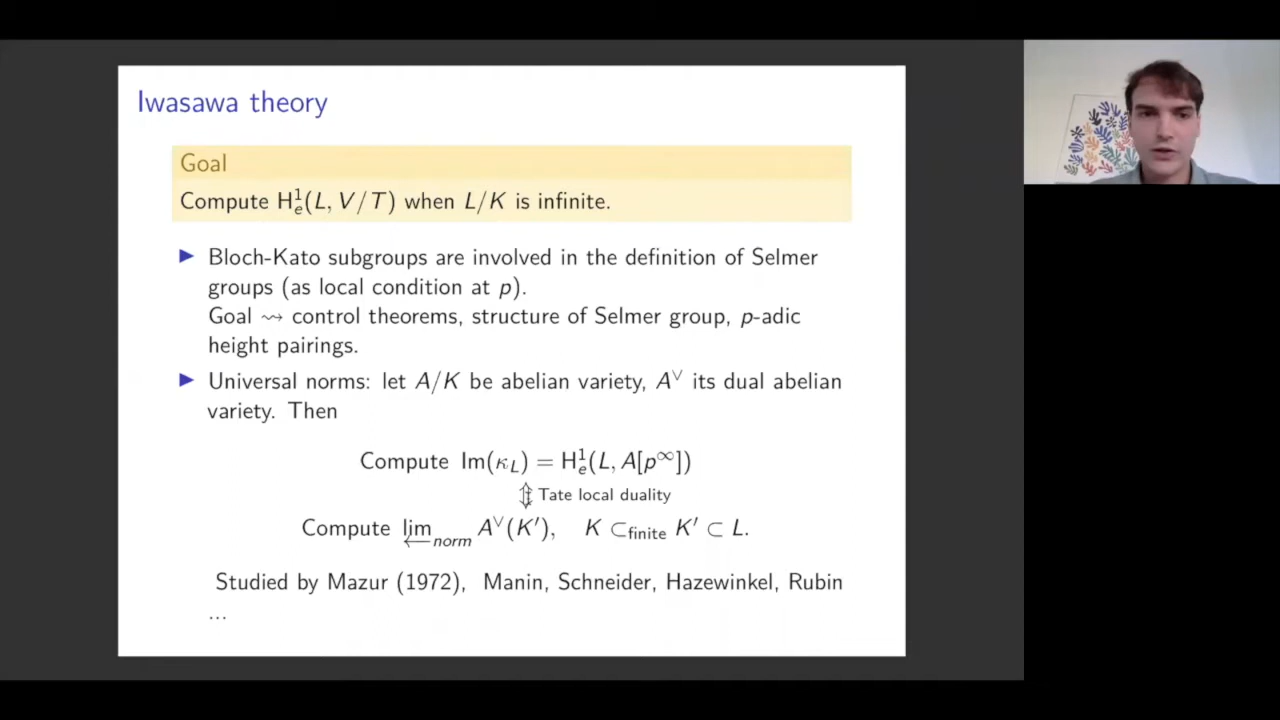 Iwasawa theory
Goal
Compute H¹ₑ(L, V/T) when L/K is infinite.
▶ Bloch-Kato subgroups are involved in the definition of Selmer
groups (as local condition at p).
Goal ⇝ control theorems, structure of Selmer group, p-adic
height pairings.
▶ Universal norms: let A/K be abelian variety, A^∨ its dual abelian
variety. Then
Compute Im(κ_L) = H¹ₑ(L, A[p^∞])
⇕ Tate local duality
Compute lim← _norm A^∨(K′), K ⊂_finite K′ ⊂ L.
Studied by Mazur (1972), Manin, Schneider, Hazewinkel, Rubin
...